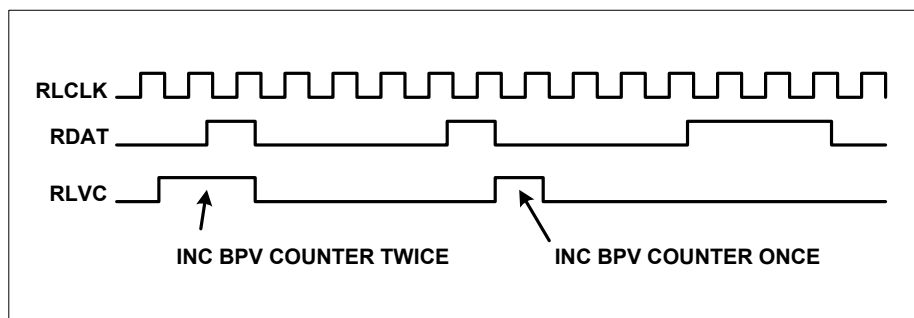 RLCLK
RDAT
RLVC
INC BPV COUNTER TWICE
INC BPV COUNTER ONCE